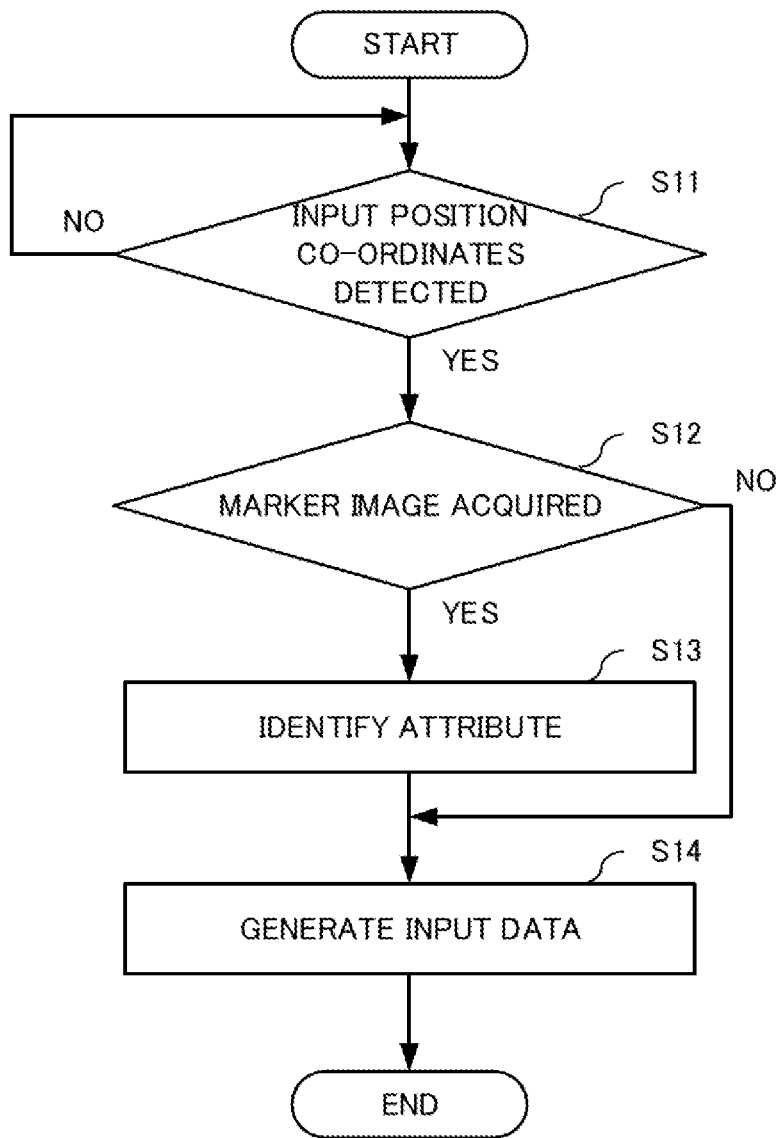 START
S11
NO
INPUT POSITION
CO-ORDINATES
DETECTED
YES
S12
NO
MARKER IMAGE ACQUIRED
YES
S13
IDENTIFY ATTRIBUTE
S14
GENERATE INPUT DATA
END